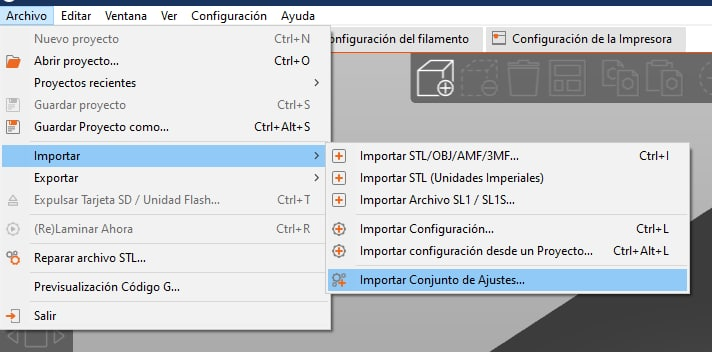 Archivo Editar Ventana Ver Configuración Ayuda
Nuevo proyecto Ctrl+N
onfiguración del filamento
Configuración de la Impresora
Abrir proyecto... Ctrl+O
Proyectos recientes
Guardar proyecto Ctrl+S
Guardar Proyecto como... Ctrl+Alt+S
Importar
Exportar
Expulsar Tarjeta SD / Unidad Flash... Ctrl+T
(Re)Laminar Ahora Ctrl+R
Reparar archivo STL...
Previsualización Código G...
Salir
Importar STL/OBJ/AMF/3MF... Ctrl+I
Importar STL (Unidades Imperiales)
Importar Archivo SL1 / SL1S...
Importar Configuración... Ctrl+L
Importar configuración desde un Proyecto... Ctrl+Alt+L
Importar Conjunto de Ajustes...